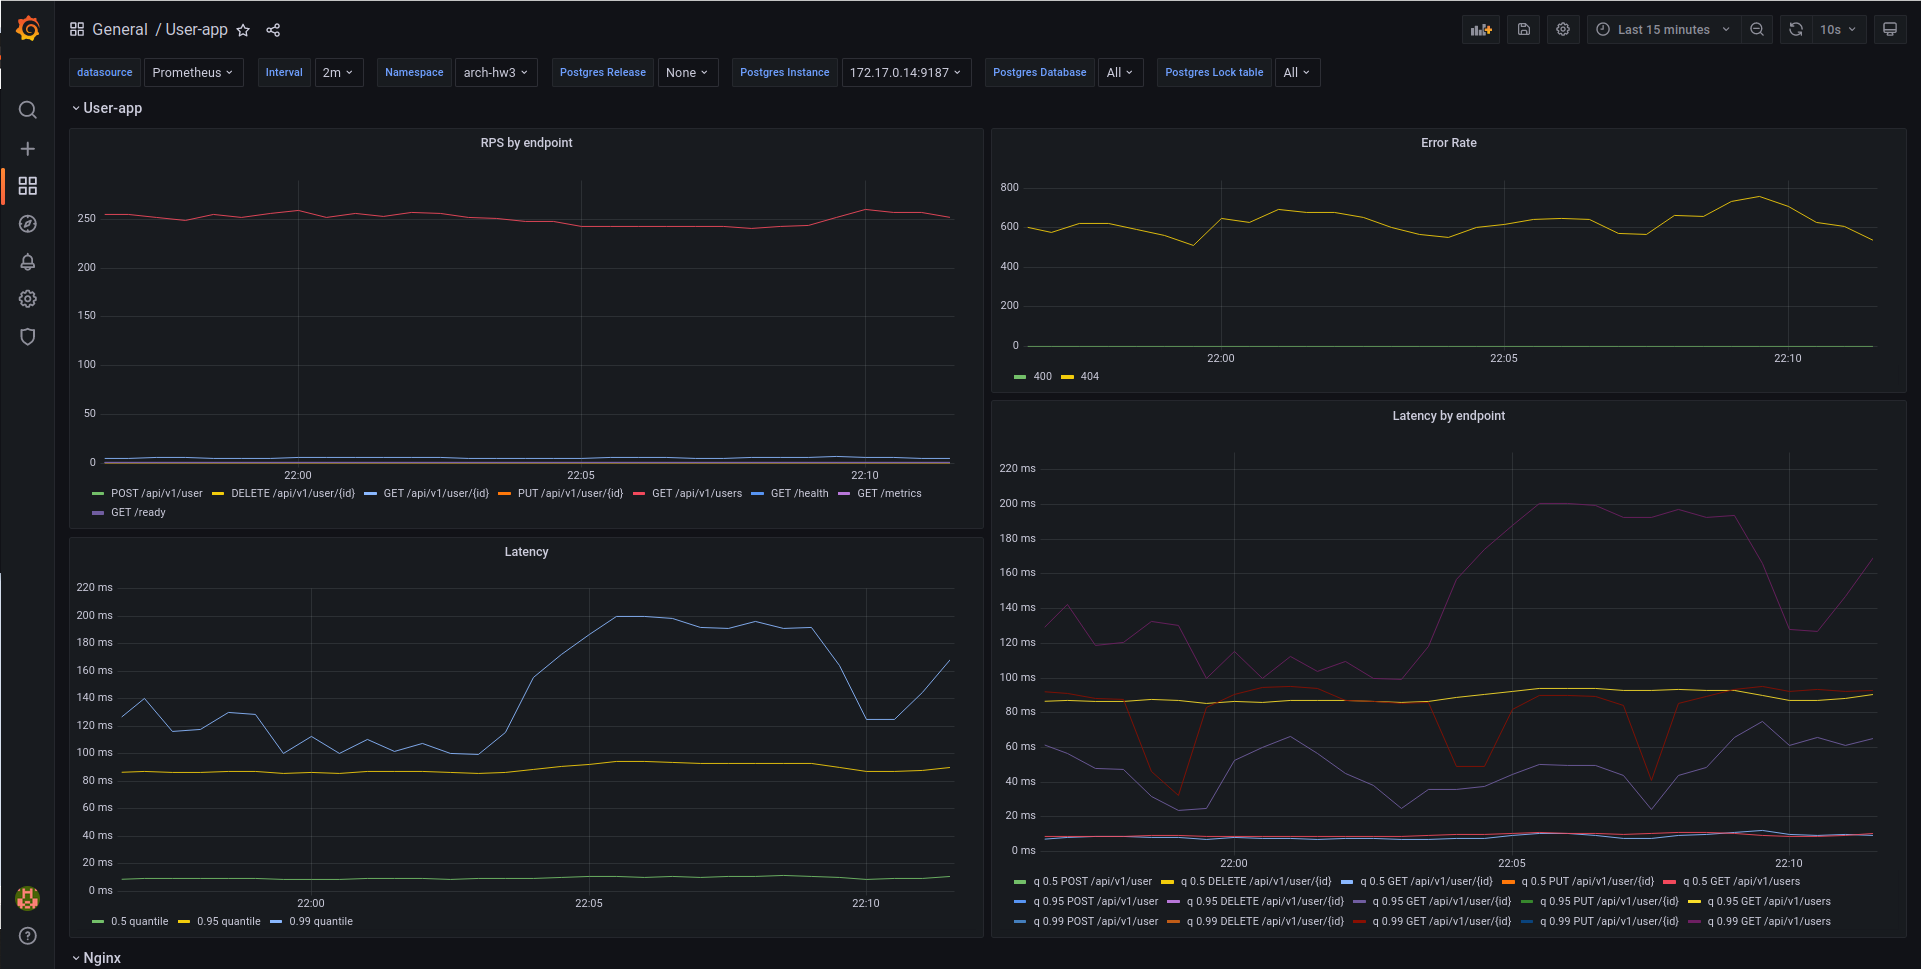 General / User-app
Last 15 minutes
10s
datasource Prometheus Interval 2m Namespace arch-hw3 Postgres Release None Postgres Instance 172.17.0.14:9187 Postgres Database All Postgres Lock table All
User-app
RPS by endpoint
250
200
150
100
50
0
22:00 22:05 22:10
POST /api/v1/user DELETE /api/v1/user/{id} GET /api/v1/user/{id} PUT /api/v1/user/{id} GET /api/v1/users GET /health GET /metrics
GET /ready
Error Rate
800
600
400
200
0
22:00 22:05 22:10
400 404
Latency
220 ms
200 ms
180 ms
160 ms
140 ms
120 ms
100 ms
80 ms
60 ms
40 ms
20 ms
0 ms
22:00 22:05 22:10
0.5 quantile 0.95 quantile 0.99 quantile
Latency by endpoint
220 ms
200 ms
180 ms
160 ms
140 ms
120 ms
100 ms
80 ms
60 ms
40 ms
20 ms
0 ms
22:00 22:05 22:10
q 0.5 POST /api/v1/user q 0.5 DELETE /api/v1/user/{id} q 0.5 GET /api/v1/user/{id} q 0.5 PUT /api/v1/user/{id} q 0.5 GET /api/v1/users
q 0.95 POST /api/v1/user q 0.95 DELETE /api/v1/user/{id} q 0.95 GET /api/v1/user/{id} q 0.95 PUT /api/v1/user/{id} q 0.95 GET /api/v1/users
q 0.99 POST /api/v1/user q 0.99 DELETE /api/v1/user/{id} q 0.99 GET /api/v1/user/{id} q 0.99 PUT /api/v1/user/{id} q 0.99 GET /api/v1/users
Nginx